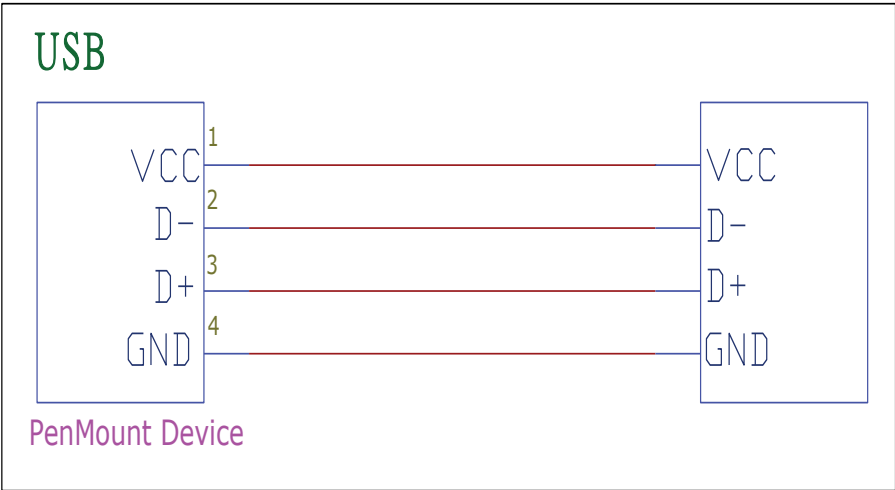 USB
1
VCC VCC
2
D- D-
3
D+ D+
4
GND GND
PenMount Device